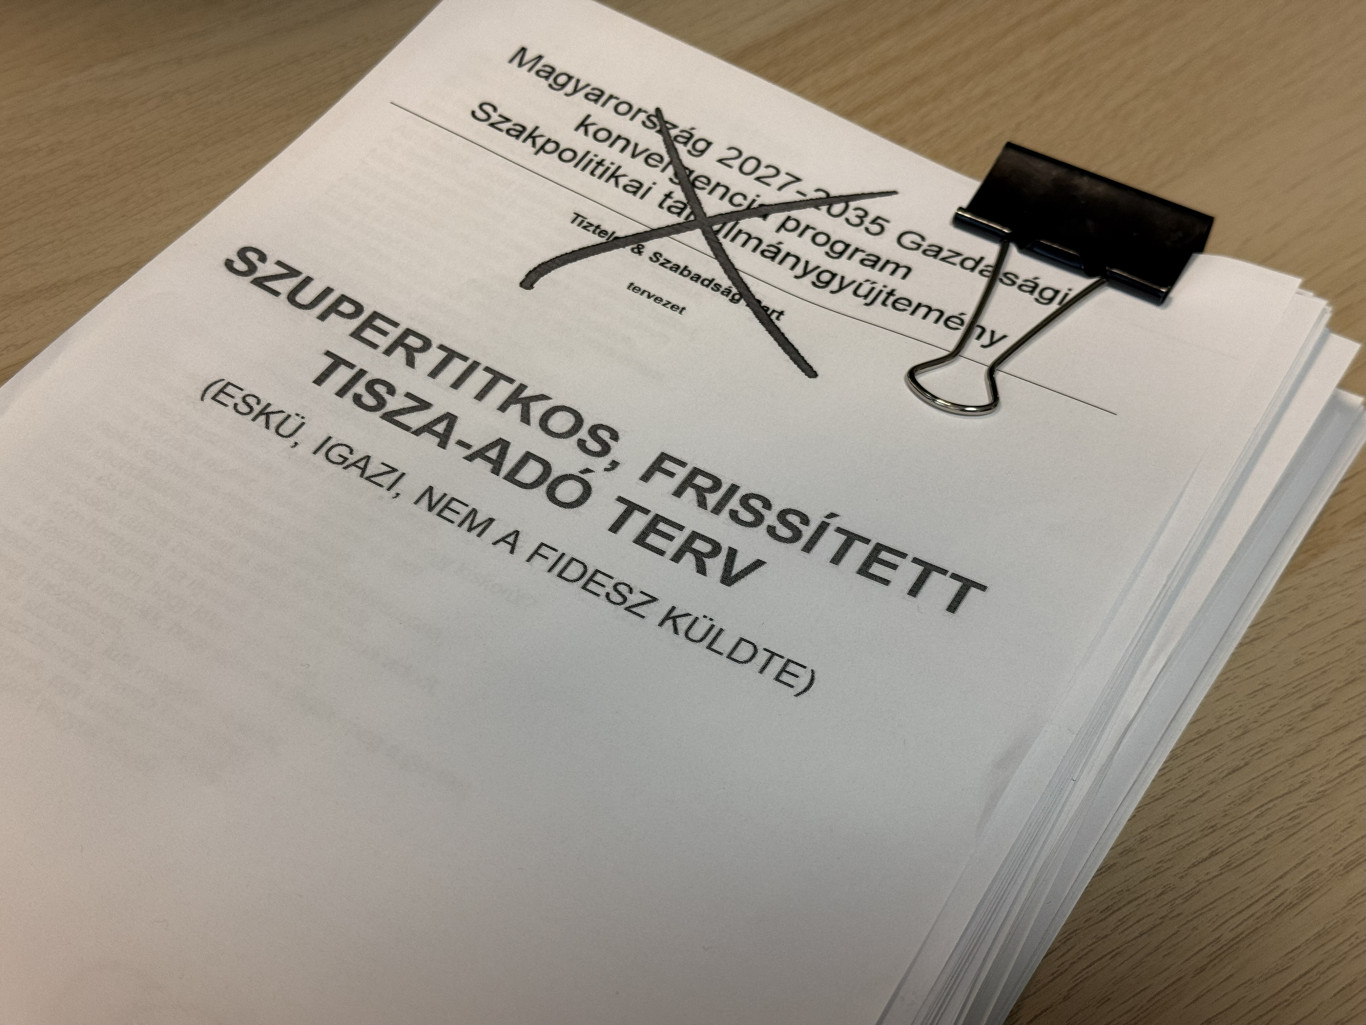 Magyarország 2027-2035 Gazdasági
konvergencia program
Szakpolitikai tanulmánygyűjtemény
Tisztelet & Szabadság Párt
tervezet
SZUPERTITKOS, FRISSÍTETT
TISZA-ADÓ TERV
(ESKÜ, IGAZI, NEM A FIDESZ KÜLDTE)